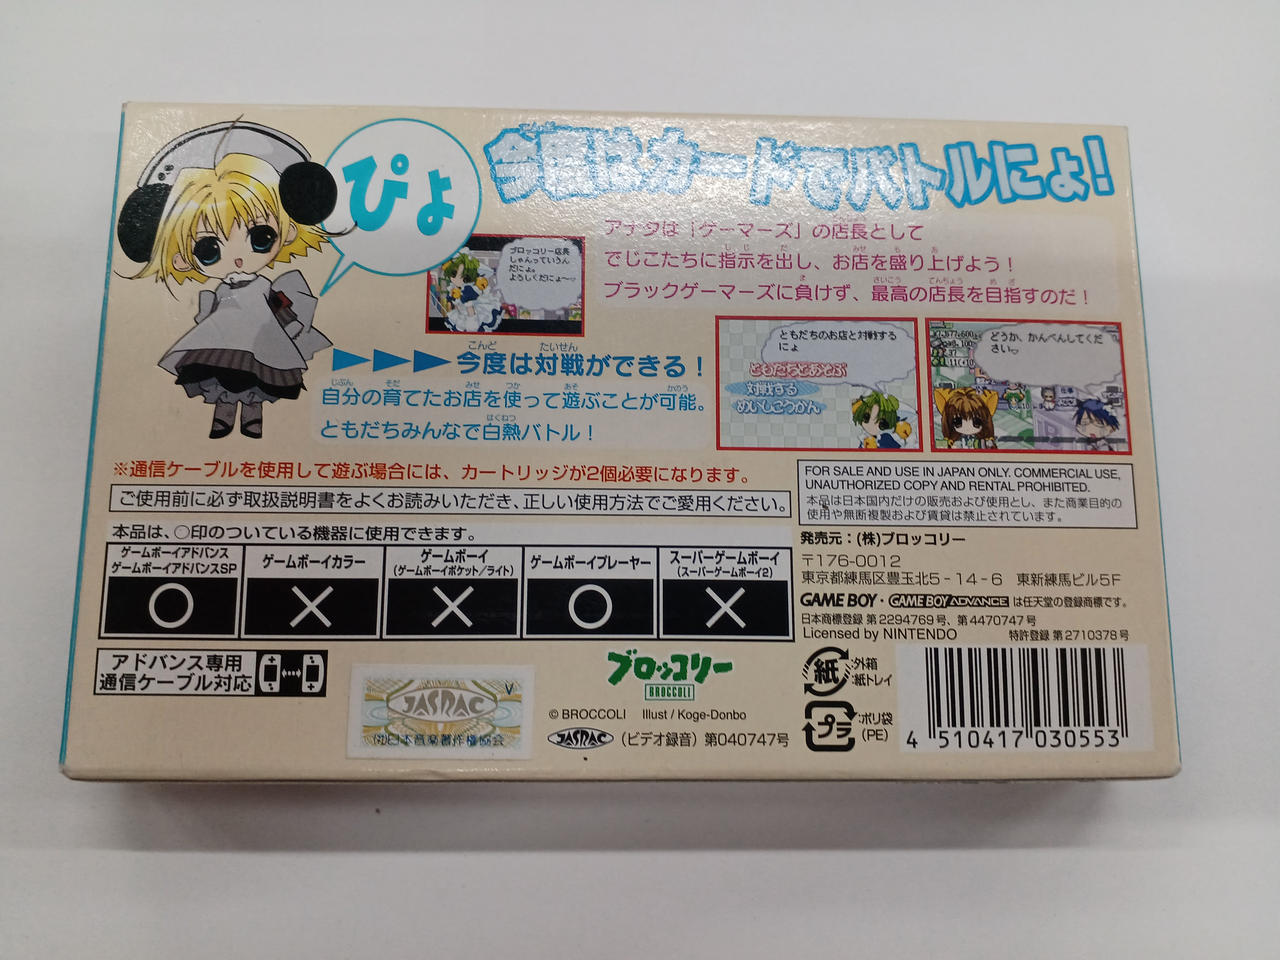 ぴょ
今度はカードでバトルにょ！
アナタは「ゲーマーズ」の店長として
でじこたちに指示を出し、お店を盛り上げよう！
ブラックゲーマーズに負けず、最高の店長を目指すのだ！
ブロッコリー店長
しゃんっていうん
だにょ。
よろしくだにょ～♡
▶▶▶今度は対戦ができる！
自分の育てたお店を使って遊ぶことが可能。
ともだちみんなで白熱バトル！
ともだちのお店と対戦する
にょ
ともだちとあそぶ
対戦する
めいしこうかん
どうか、かんべんしてくだ
さい♡
※通信ケーブルを使用して遊ぶ場合には、カートリッジが2個必要になります。
ご使用前に必ず取扱説明書をよくお読みいただき、正しい使用方法でご愛用ください。
本品は、○印のついている機器に使用できます。
ゲームボーイアドバンス
ゲームボーイアドバンスSP
ゲームボーイカラー
ゲームボーイ
（ゲームボーイポケット／ライト）
ゲームボーイプレーヤー
スーパーゲームボーイ
（スーパーゲームボーイ2）
アドバンス専用
通信ケーブル対応
JASRAC
V
(社)日本音楽著作権協会
ブロッコリー
BROCCOLI
© BROCCOLI Illust / Koge-Donbo
JASRAC （ビデオ録音）第040747号
FOR SALE AND USE IN JAPAN ONLY. COMMERCIAL USE,
UNAUTHORIZED COPY AND RENTAL PROHIBITED.
本品は日本国内だけの販売および使用とし、また商業目的の
使用や無断複製および賃貸は禁止されています。
発売元：(株)ブロッコリー
〒176-0012
東京都練馬区豊玉北5-14-6 東新練馬ビル5F
GAME BOY・GAME BOY ADVANCE は任天堂の登録商標です。
日本商標登録 第2294769号、第4470747号
Licensed by NINTENDO 特許登録 第2710378号
紙 :外箱
:紙トレイ
プラ :ポリ袋
(PE)
4 510417 030553